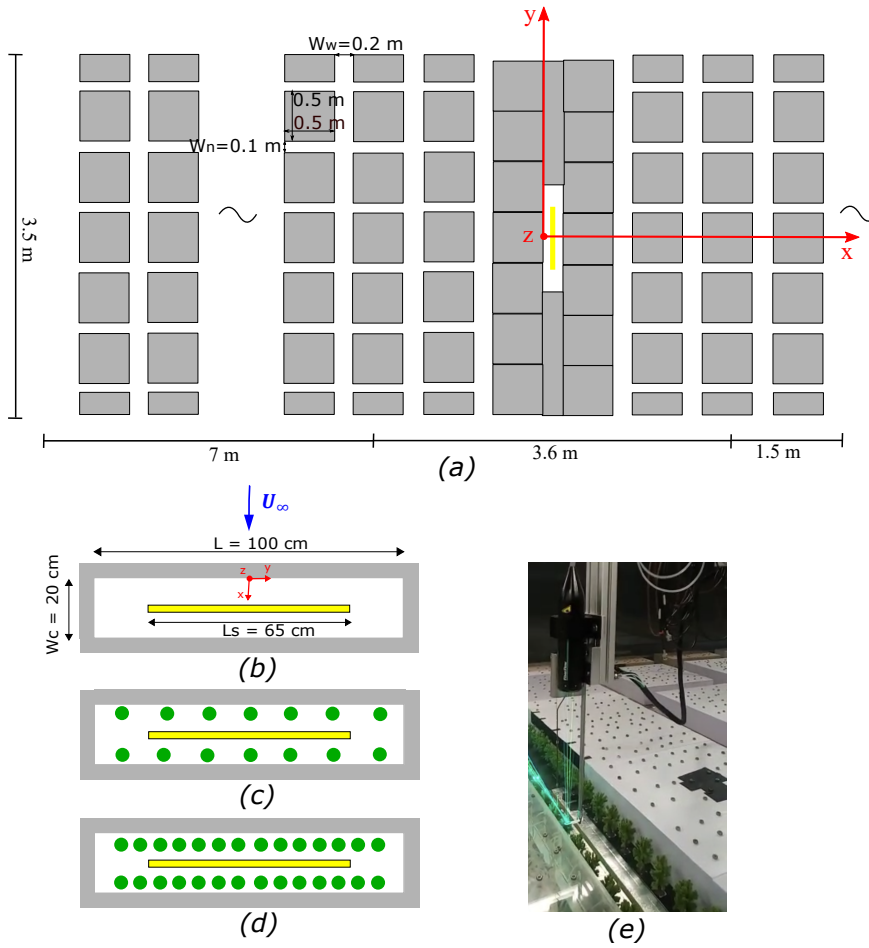 y
Ww=0.2 m
0.5 m
0.5 m
Wn=0.1 m
3.5 m
z
x
7 m
3.6 m
1.5 m
(a)
U∞
L = 100 cm
z
y
x
Wc = 20 cm
Ls = 65 cm
(b)
(c)
(d)
(e)